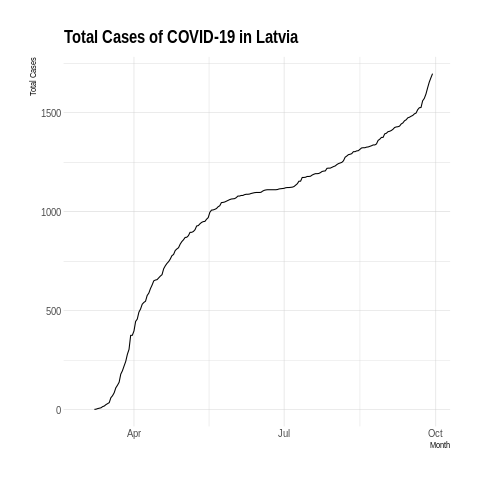 Total Cases of COVID-19 in Latvia
Total Cases
1500
1000
500
0
Apr
Jul
Oct
Month